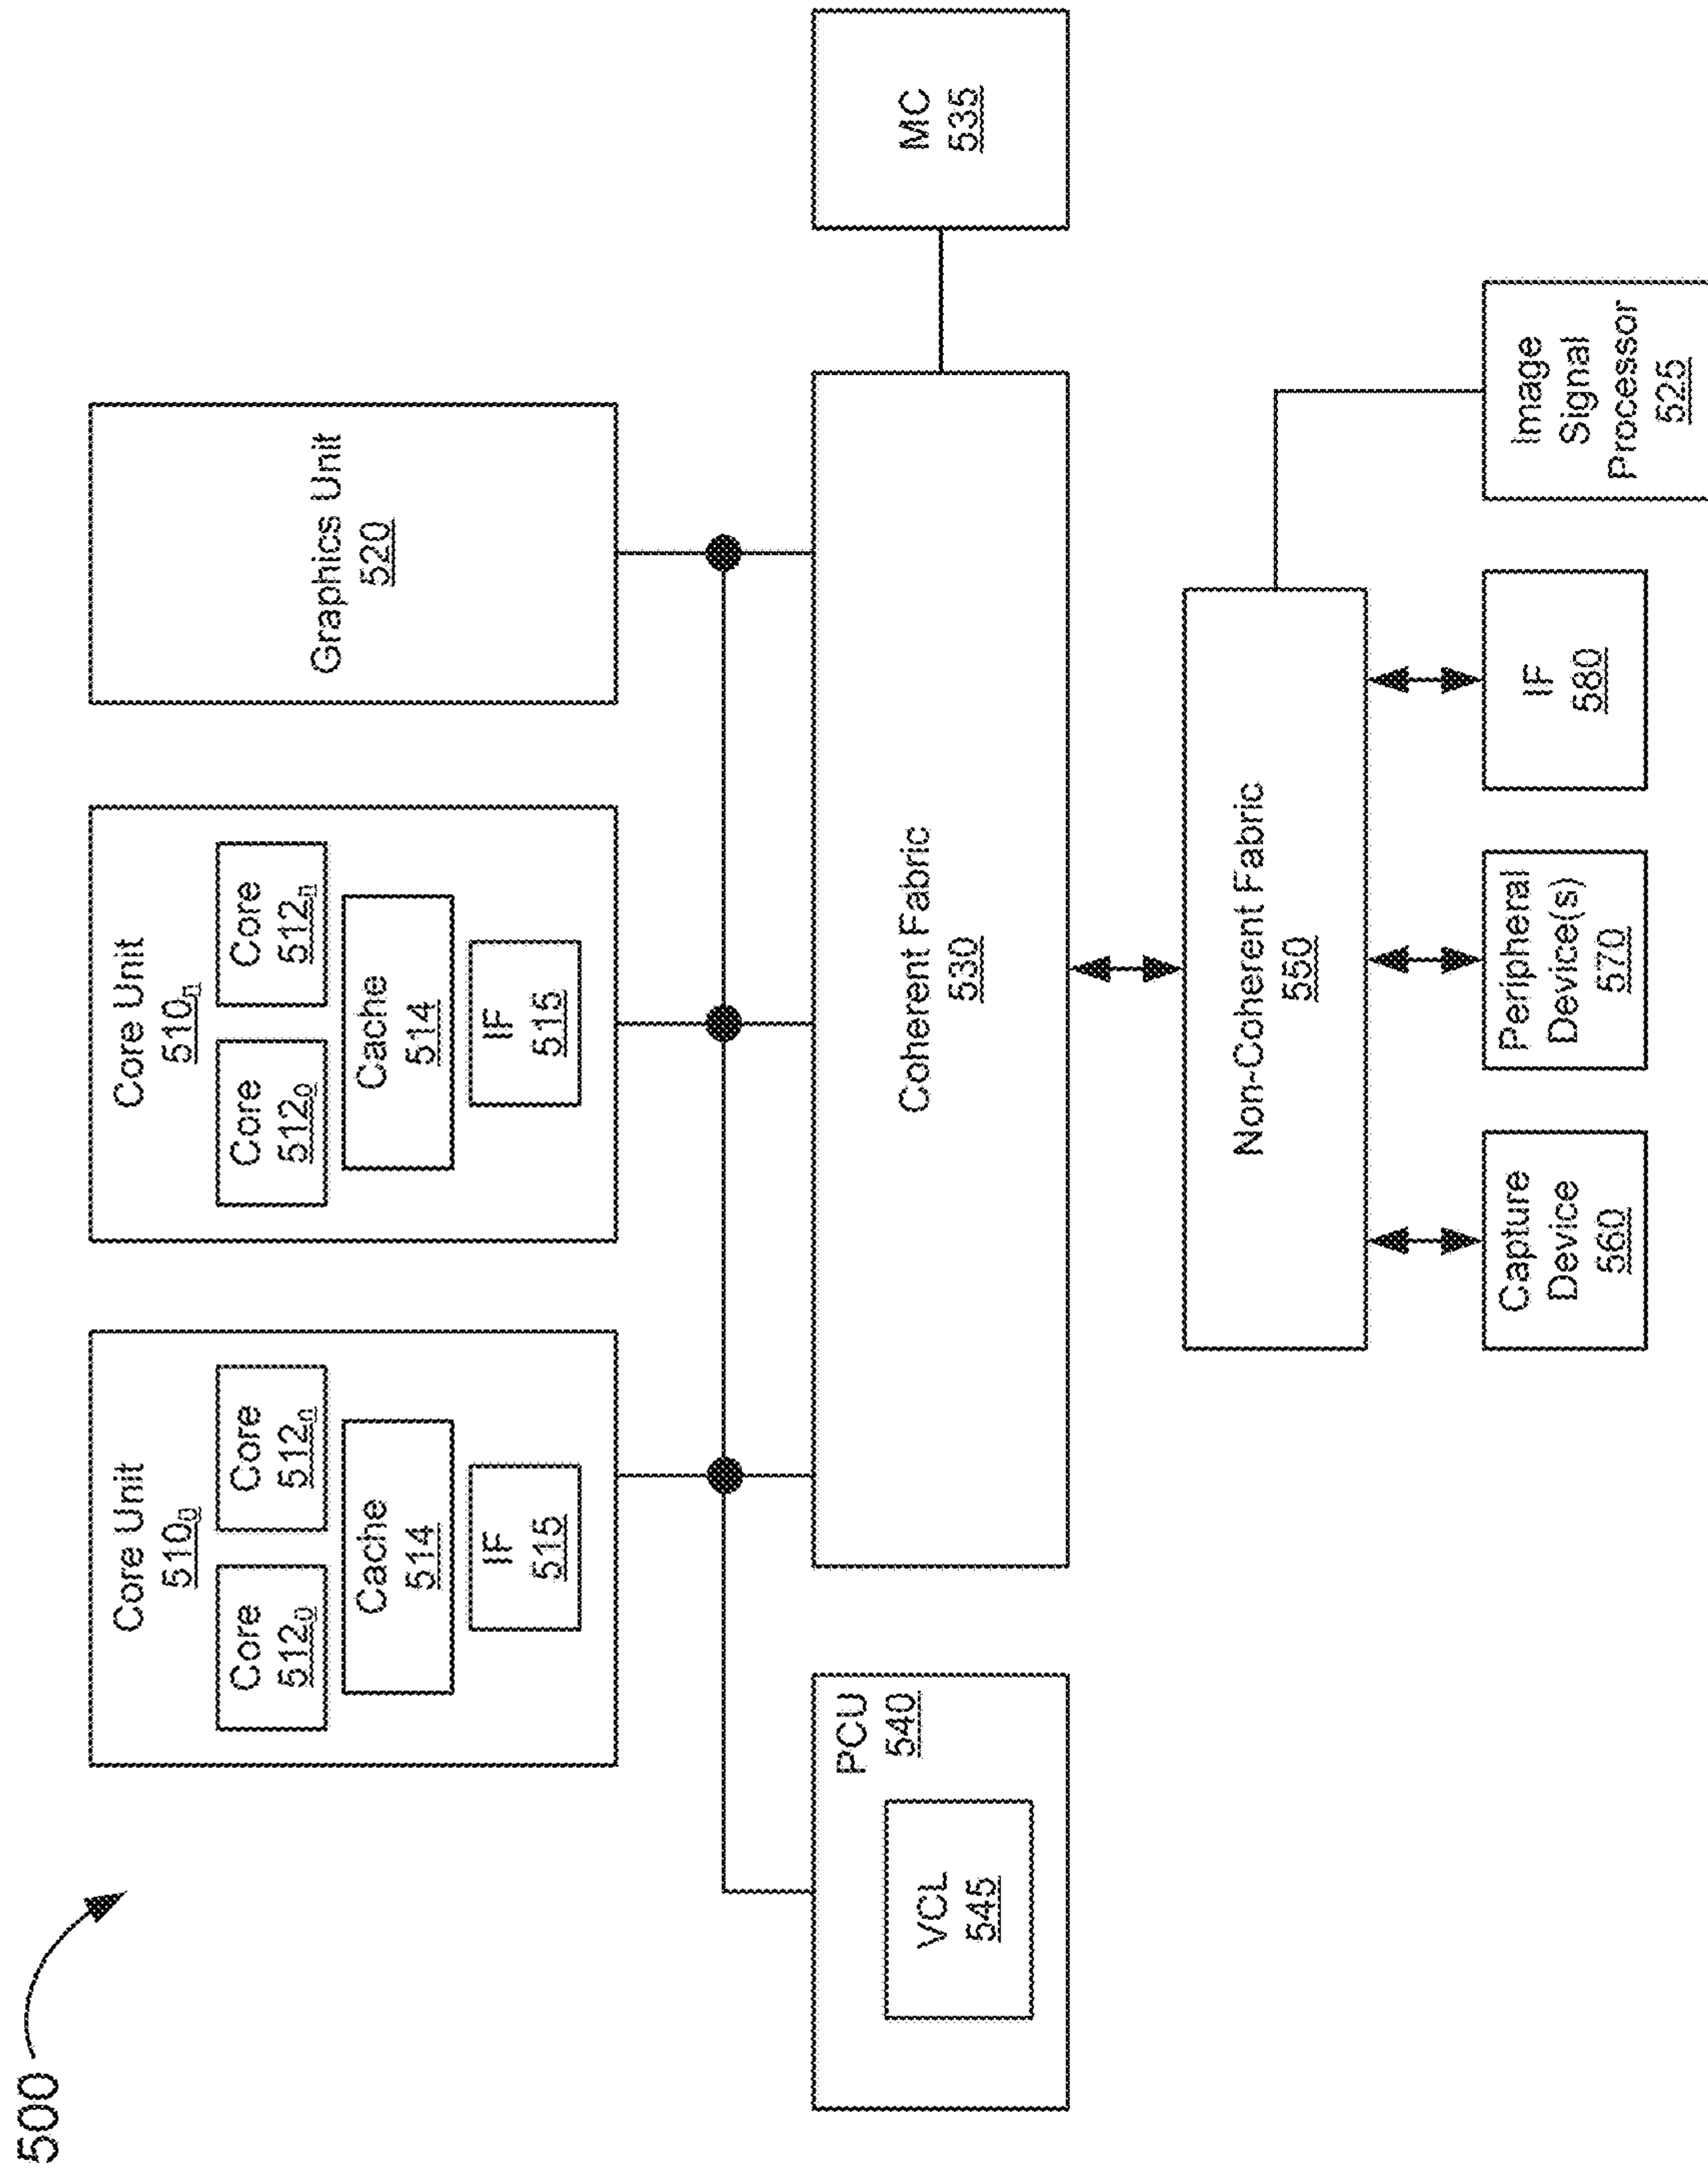 500
Core Unit
510₀
Core
512₀
Core
512ₙ
Cache
514
IF
515
Core Unit
510ₙ
Core
512₀
Core
512ₙ
Cache
514
IF
515
Graphics Unit
520
PCU
540
VCL
545
Coherent Fabric
530
MC
535
Non-Coherent Fabric
550
Capture
Device
560
Peripheral
Device(s)
570
IF
580
Image
Signal
Processor
525